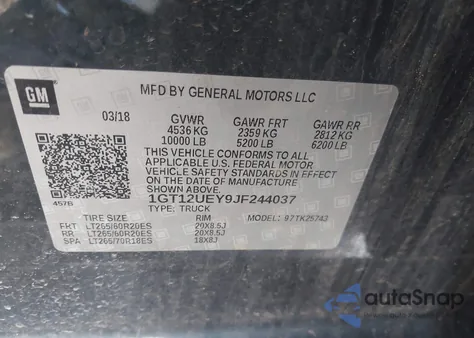 GM
MFD BY GENERAL MOTORS LLC
03/18 GVWR GAWR FRT GAWR RR
4536 KG 2359 KG 2812 KG
10000 LB 5200 LB 6200 LB
THIS VEHICLE CONFORMS TO ALL
APPLICABLE U.S. FEDERAL MOTOR
VEHICLE SAFETY STANDARDS IN EFFECT
ON THE DATE OF MANUFACTURE
SHOWN ABOVE.
1GT12UEY9JF244037
4578 TYPE: TRUCK MODEL: 97TK25743
TIRE SIZE RIM
FRT LT265/60R20ES 20X8.5J
RR LT265/60R20ES 20X8.5J
SPA LT265/70R18ES 18X8J
autaSnap